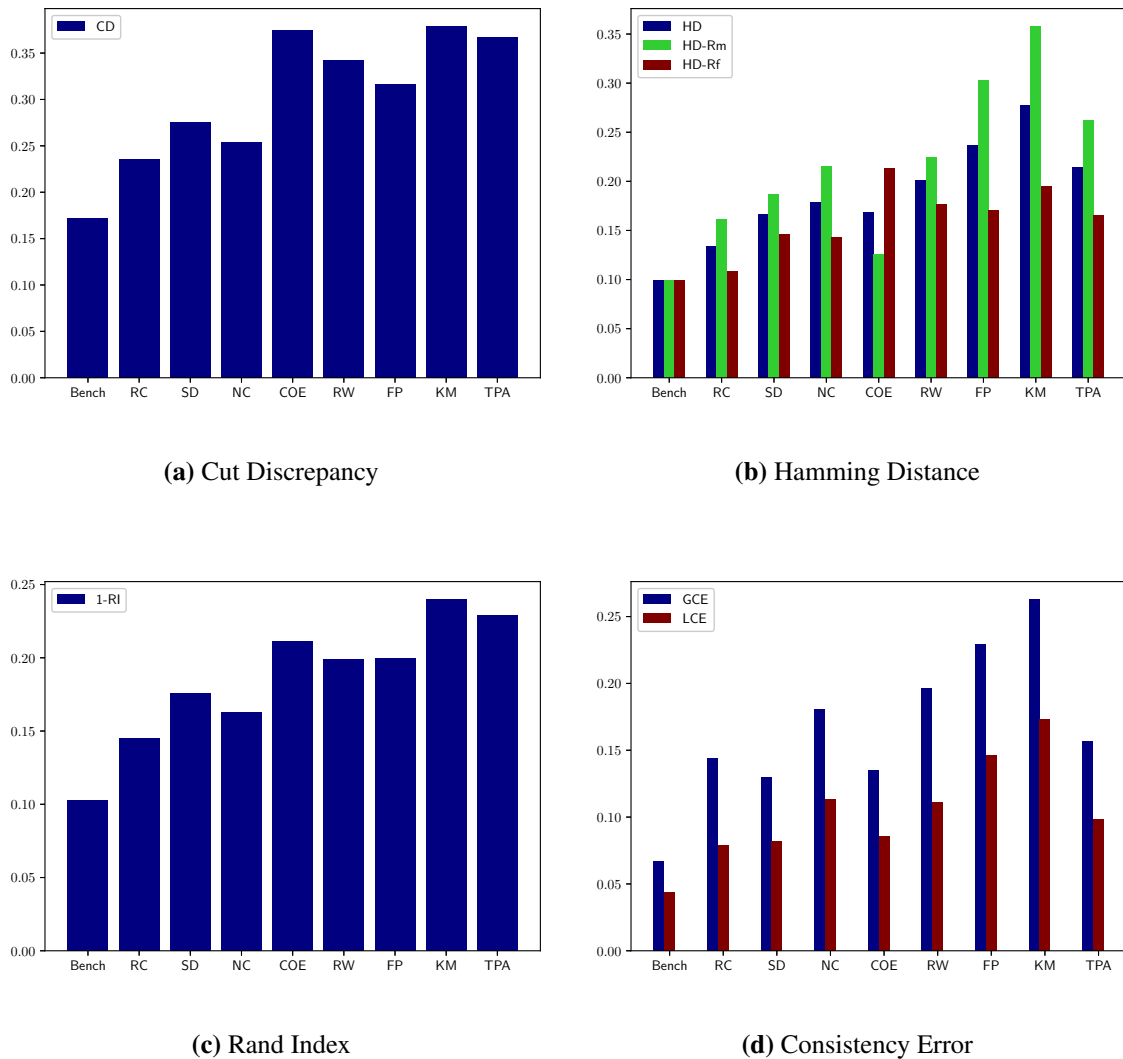 CD
0.35
0.30
0.25
0.20
0.15
0.10
0.05
0.00
Bench RC SD NC COE RW FP KM TPA
(a) Cut Discrepancy
HD
HD-Rm
HD-Rf
0.35
0.30
0.25
0.20
0.15
0.10
0.05
0.00
Bench RC SD NC COE RW FP KM TPA
(b) Hamming Distance
1-RI
0.25
0.20
0.15
0.10
0.05
0.00
Bench RC SD NC COE RW FP KM TPA
(c) Rand Index
GCE
LCE
0.25
0.20
0.15
0.10
0.05
0.00
Bench RC SD NC COE RW FP KM TPA
(d) Consistency Error